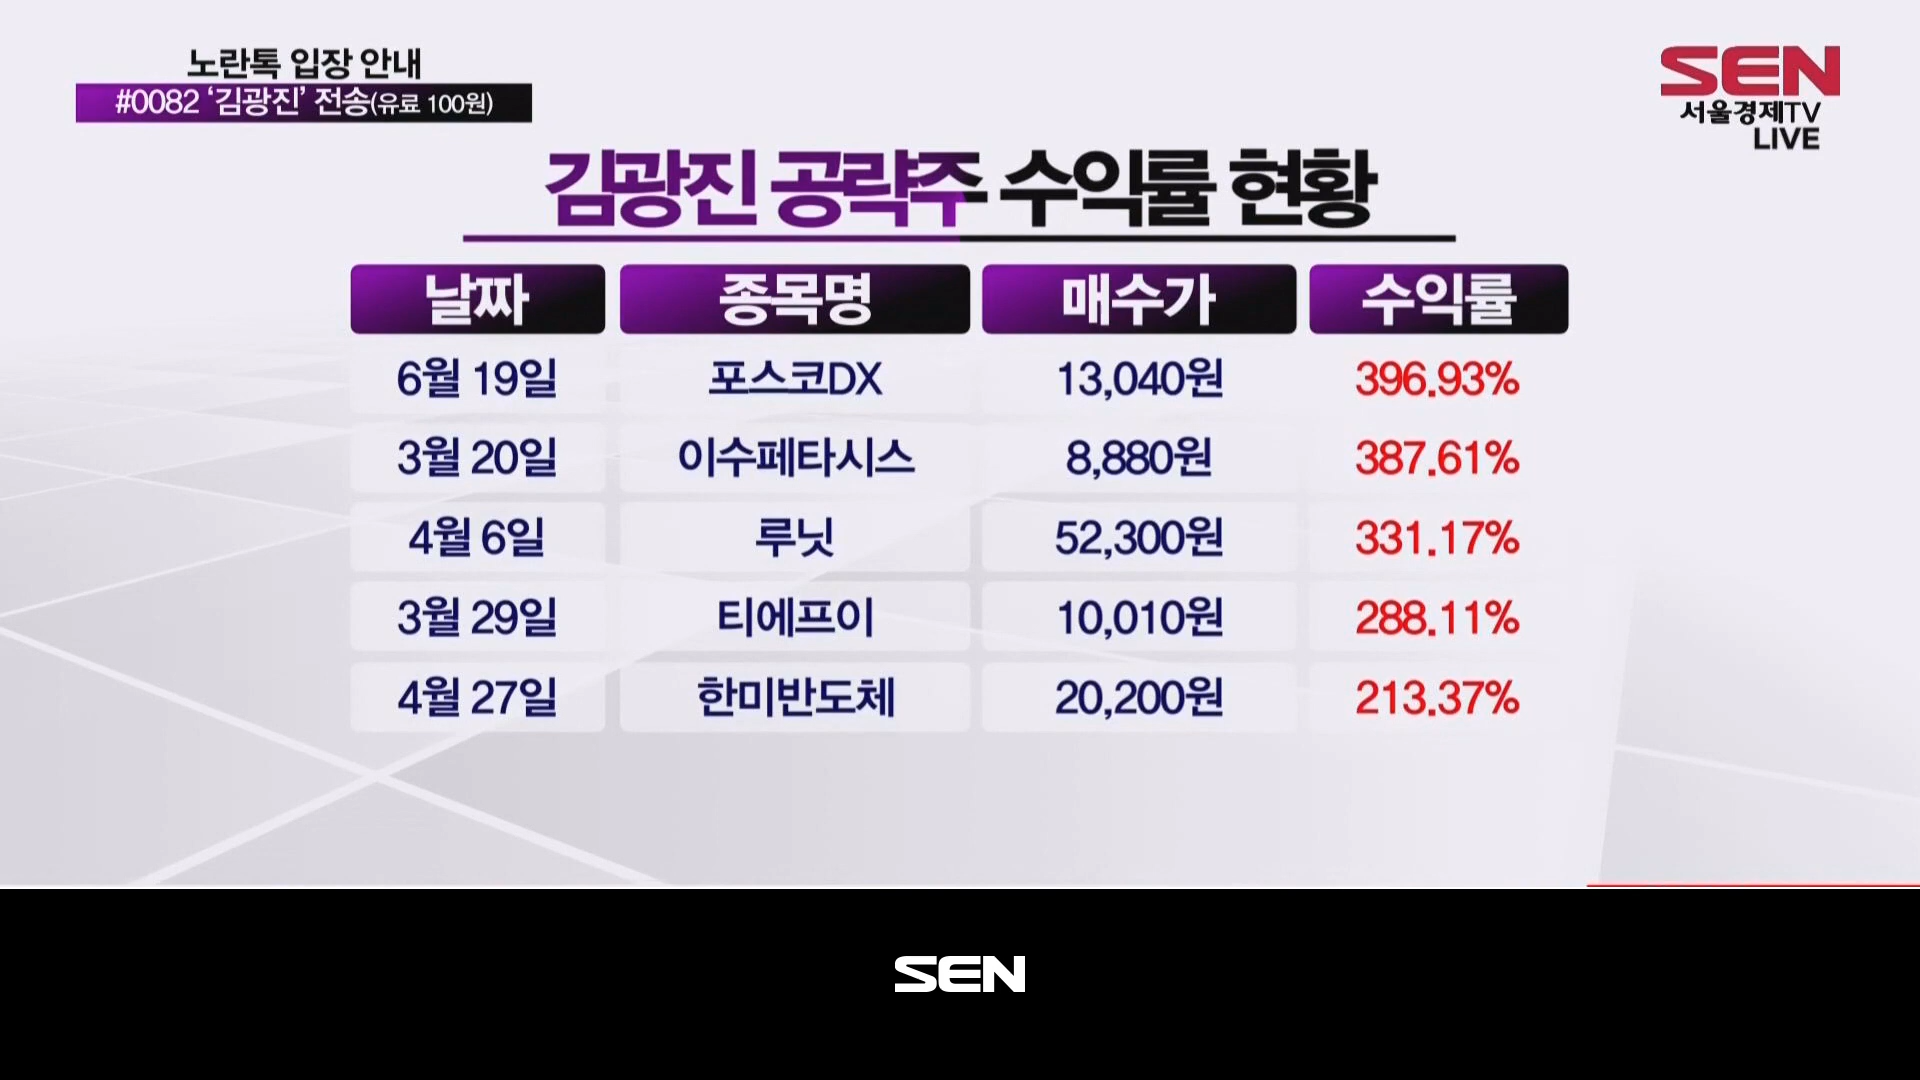 노란톡 입장 안내
#0082 ‘김광진’ 전송(유료 100원)
SEN
서울경제TV
LIVE
김광진 공략주 수익률 현황
날짜 종목명 매수가 수익률
6월 19일 포스코DX 13,040원 396.93%
3월 20일 이수페타시스 8,880원 387.61%
4월 6일 루닛 52,300원 331.17%
3월 29일 티에프이 10,010원 288.11%
4월 27일 한미반도체 20,200원 213.37%
SEN